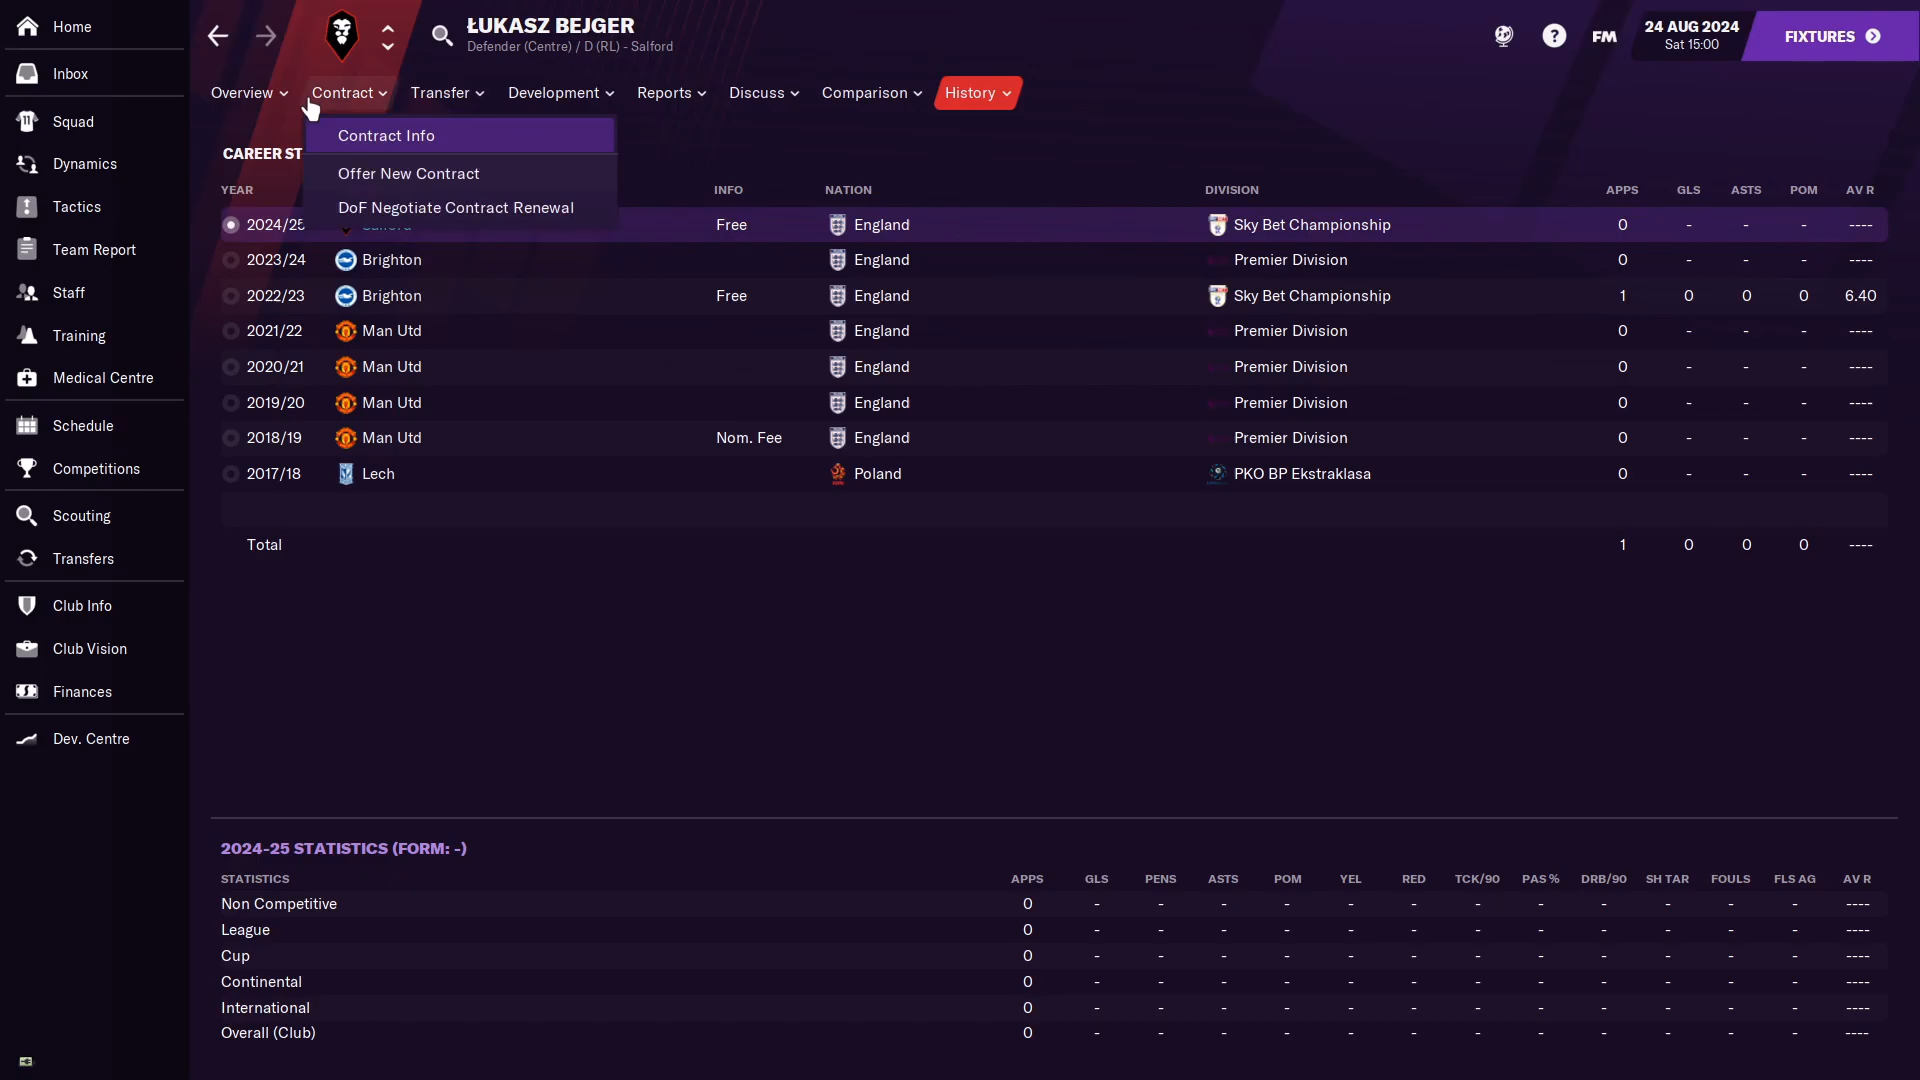 Home
Inbox
Squad
Dynamics
Tactics
Team Report
Staff
Training
Medical Centre
Schedule
Competitions
Scouting
Transfers
Club Info
Club Vision
Finances
Dev. Centre
ŁUKASZ BEJGER
Defender (Centre) / D (RL) - Salford
FM
24 AUG 2024
Sat 15:00
FIXTURES
Overview Contract Transfer Development Reports Discuss Comparison History
Contract Info
Offer New Contract
DoF Negotiate Contract Renewal
CAREER ST
YEAR INFO NATION DIVISION APPS GLS ASTS POM AV R
2024/25 Salford Free England Sky Bet Championship 0 - - - ----
2023/24 Brighton England Premier Division 0 - - - ----
2022/23 Brighton Free England Sky Bet Championship 1 0 0 0 6.40
2021/22 Man Utd England Premier Division 0 - - - ----
2020/21 Man Utd England Premier Division 0 - - - ----
2019/20 Man Utd England Premier Division 0 - - - ----
2018/19 Man Utd Nom. Fee England Premier Division 0 - - - ----
2017/18 Lech Poland PKO BP Ekstraklasa 0 - - - ----
Total 1 0 0 0 ----
2024-25 STATISTICS (FORM: -)
STATISTICS APPS GLS PENS ASTS POM YEL RED TCK/90 PAS % DRB/90 SH TAR FOULS FLS AG AV R
Non Competitive 0 - - - - - - - - - - - - ----
League 0 - - - - - - - - - - - - ----
Cup 0 - - - - - - - - - - - - ----
Continental 0 - - - - - - - - - - - - ----
International 0 - - - - - - - - - - - - ----
Overall (Club) 0 - - - - - - - - - - - - ----